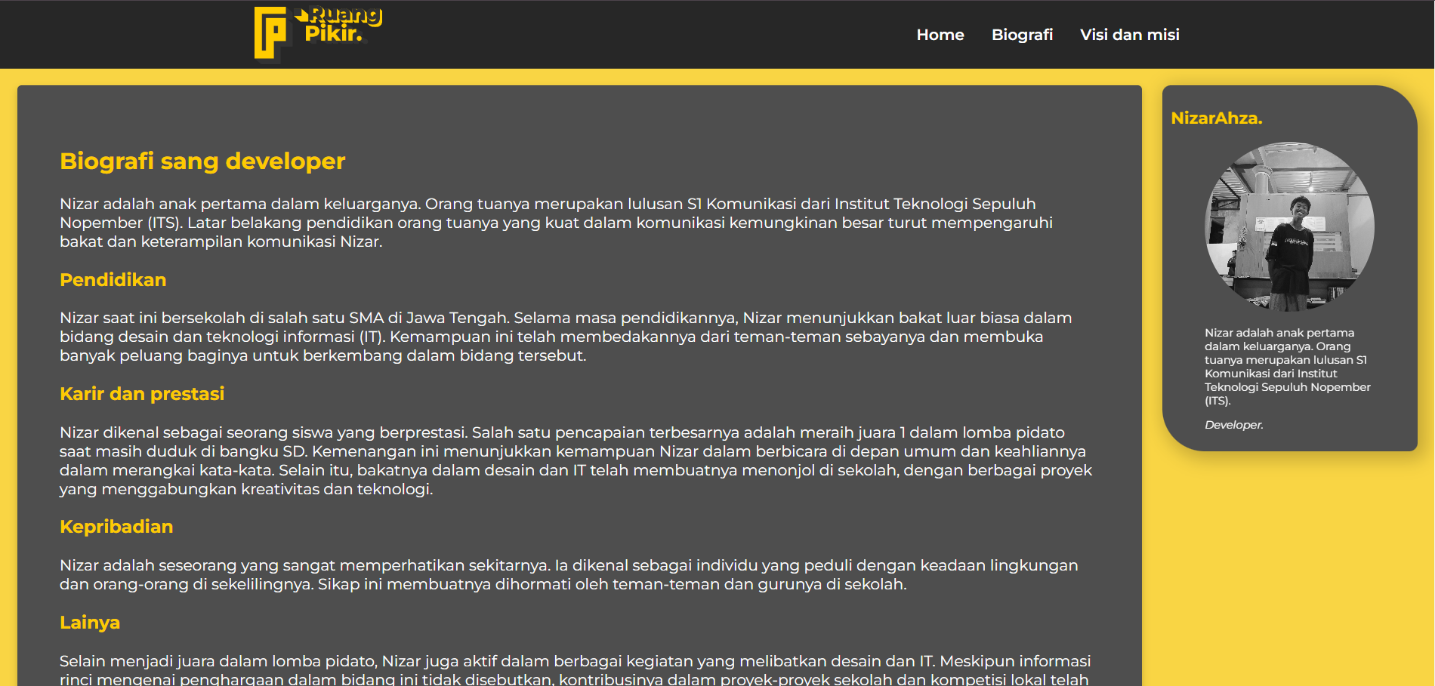 Ruang
Pikir.
Home Biografi Visi dan misi
Biografi sang developer
Nizar adalah anak pertama dalam keluarganya. Orang tuanya merupakan lulusan S1 Komunikasi dari Institut Teknologi Sepuluh
Nopember (ITS). Latar belakang pendidikan orang tuanya yang kuat dalam komunikasi kemungkinan besar turut mempengaruhi
bakat dan keterampilan komunikasi Nizar.
Pendidikan
Nizar saat ini bersekolah di salah satu SMA di Jawa Tengah. Selama masa pendidikannya, Nizar menunjukkan bakat luar biasa dalam
bidang desain dan teknologi informasi (IT). Kemampuan ini telah membedakannya dari teman-teman sebayanya dan membuka
banyak peluang baginya untuk berkembang dalam bidang tersebut.
Karir dan prestasi
Nizar dikenal sebagai seorang siswa yang berprestasi. Salah satu pencapaian terbesarnya adalah meraih juara 1 dalam lomba pidato
saat masih duduk di bangku SD. Kemenangan ini menunjukkan kemampuan Nizar dalam berbicara di depan umum dan keahliannya
dalam merangkai kata-kata. Selain itu, bakatnya dalam desain dan IT telah membuatnya menonjol di sekolah, dengan berbagai proyek
yang menggabungkan kreativitas dan teknologi.
Kepribadian
Nizar adalah seseorang yang sangat memperhatikan sekitarnya. Ia dikenal sebagai individu yang peduli dengan keadaan lingkungan
dan orang-orang di sekelilingnya. Sikap ini membuatnya dihormati oleh teman-teman dan gurunya di sekolah.
Lainya
Selain menjadi juara dalam lomba pidato, Nizar juga aktif dalam berbagai kegiatan yang melibatkan desain dan IT. Meskipun informasi
rinci mengenai penghargaan dalam bidang ini tidak disebutkan, kontribusinya dalam proyek-proyek sekolah dan kompetisi lokal telah
NizarAhza.
Nizar adalah anak pertama
dalam keluarganya. Orang
tuanya merupakan lulusan S1
Komunikasi dari Institut
Teknologi Sepuluh Nopember
(ITS).
Developer.